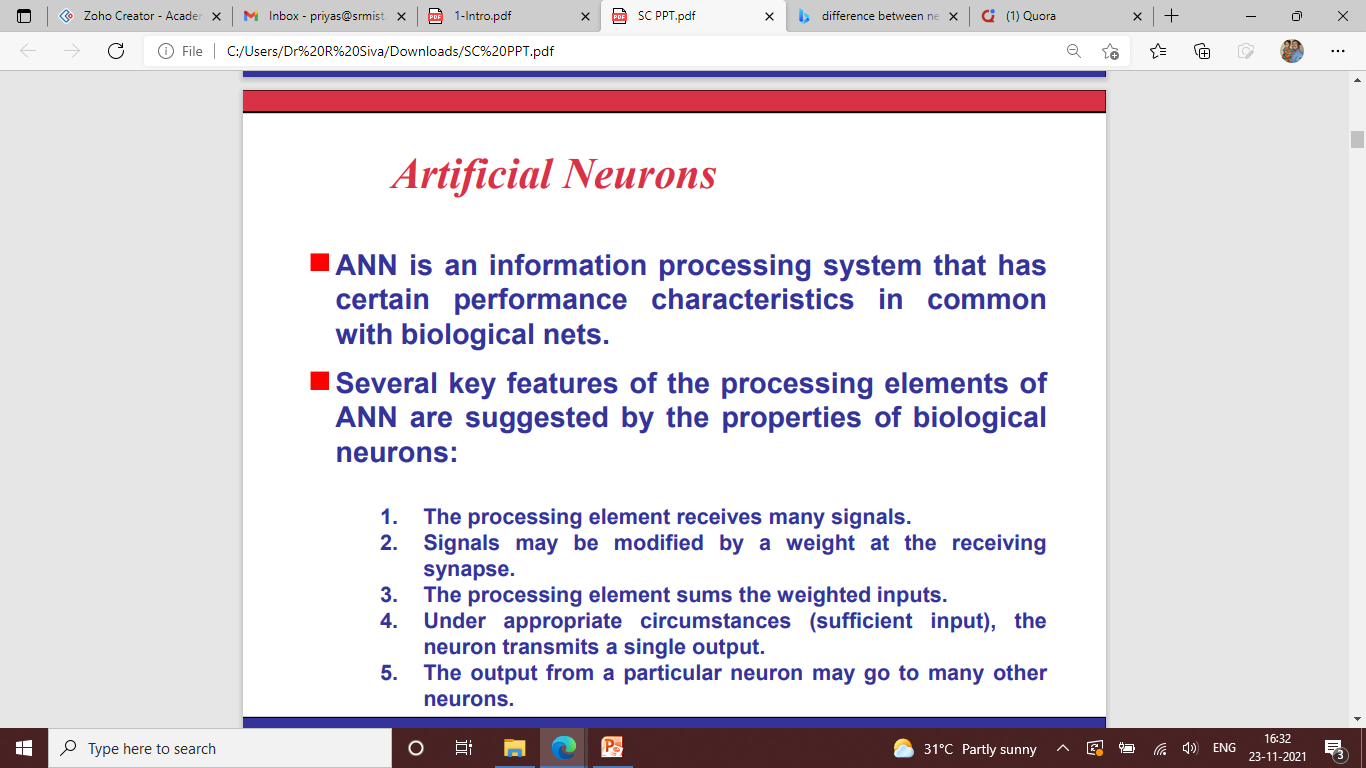 Zoho Creator - Acader
Inbox - priyas@srmist.
1-Intro.pdf
SC PPT.pdf
difference between ne
(1) Quora
File
C:/Users/Dr%20R%20Siva/Downloads/SC%20PPT.pdf
Artificial Neurons
ANN is an information processing system that has
certain performance characteristics in common
with biological nets.
Several key features of the processing elements of
ANN are suggested by the properties of biological
neurons:
1. The processing element receives many signals.
2. Signals may be modified by a weight at the receiving
synapse.
3. The processing element sums the weighted inputs.
4. Under appropriate circumstances (sufficient input), the
neuron transmits a single output.
5. The output from a particular neuron may go to many other
neurons.
Type here to search
31°C Partly sunny
ENG
16:32
23-11-2021
3